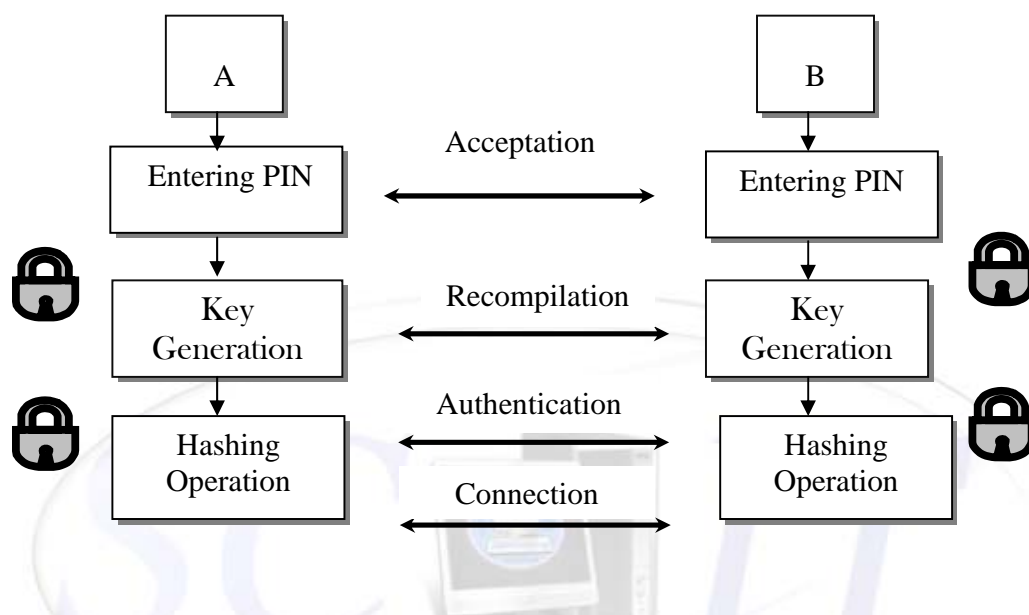 A
B
Acceptation
Entering PIN
Entering PIN
Recompilation
Key
Generation
Key
Generation
Authentication
Hashing
Operation
Hashing
Operation
Connection